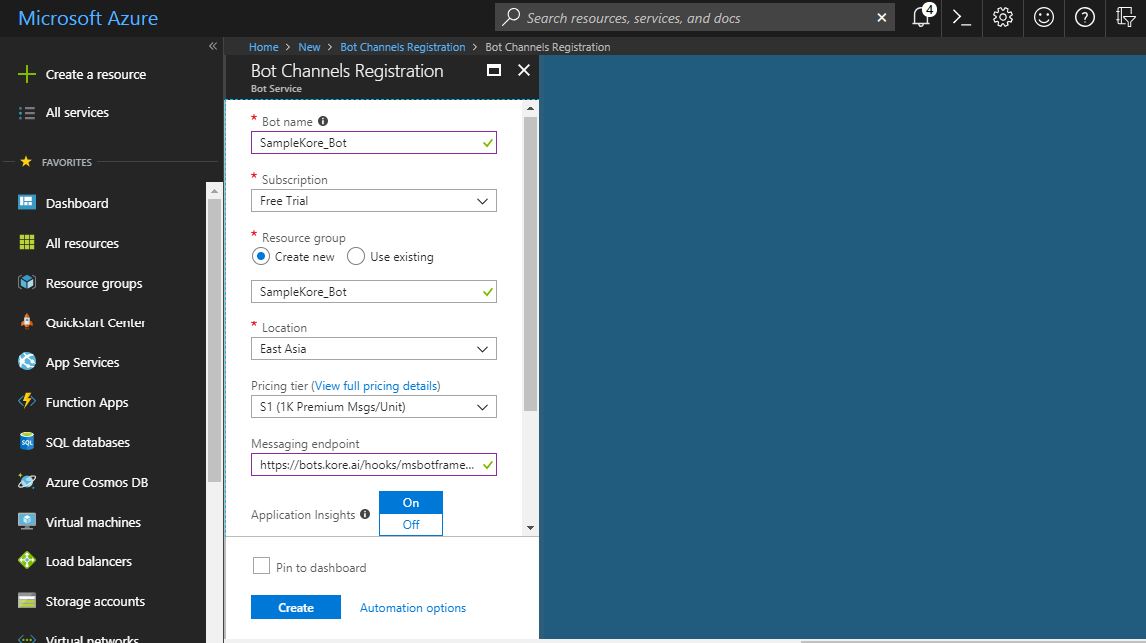 Microsoft Azure
Search resources, services, and docs
4
Home > New > Bot Channels Registration > Bot Channels Registration
Create a resource
All services
FAVORITES
Dashboard
All resources
Resource groups
Quickstart Center
App Services
Function Apps
SQL databases
Azure Cosmos DB
Virtual machines
Load balancers
Storage accounts
Virtual networks
Bot Channels Registration
Bot Service
* Bot name
SampleKore_Bot
* Subscription
Free Trial
* Resource group
Create new Use existing
SampleKore_Bot
* Location
East Asia
Pricing tier (View full pricing details)
S1 (1K Premium Msgs/Unit)
Messaging endpoint
https://bots.kore.ai/hooks/msbotframe...
Application Insights
On
Off
Pin to dashboard
Create Automation options